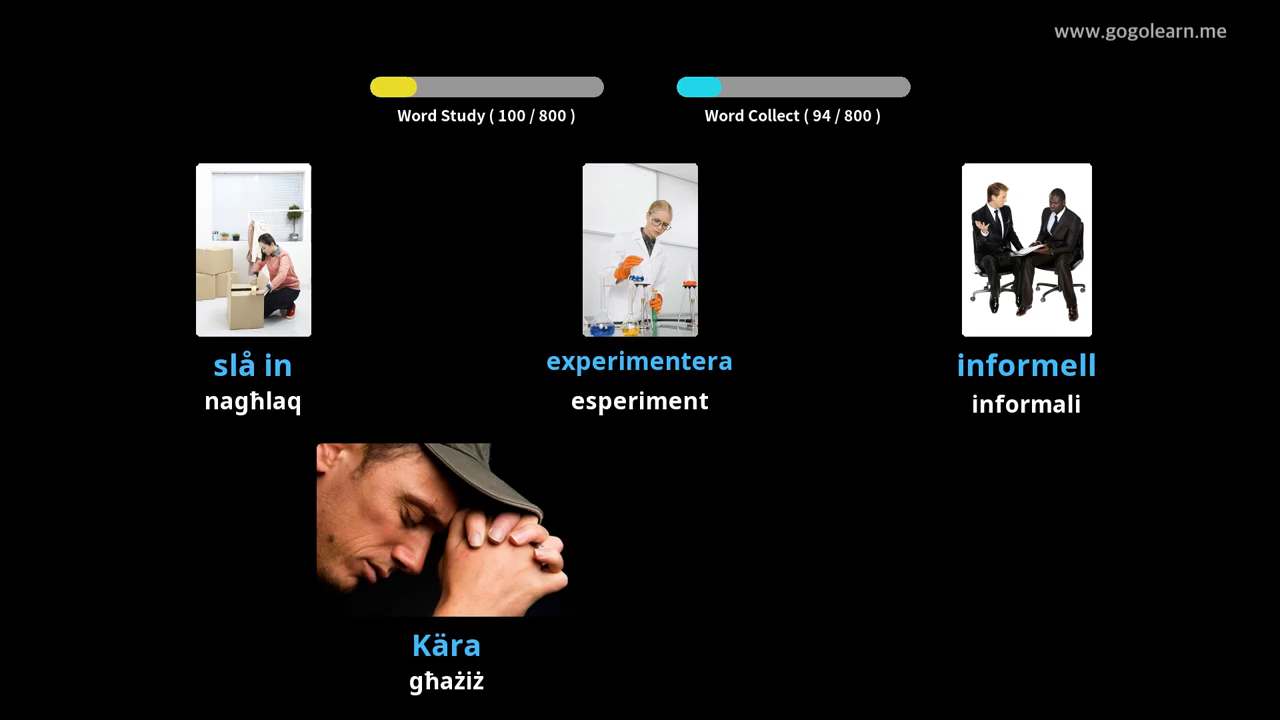 www.gogolearn.me
Word Study ( 100 / 800 )
Word Collect ( 94 / 800 )
slå in
nagħlaq
experimentera
esperiment
informell
informali
Kära
għażiż